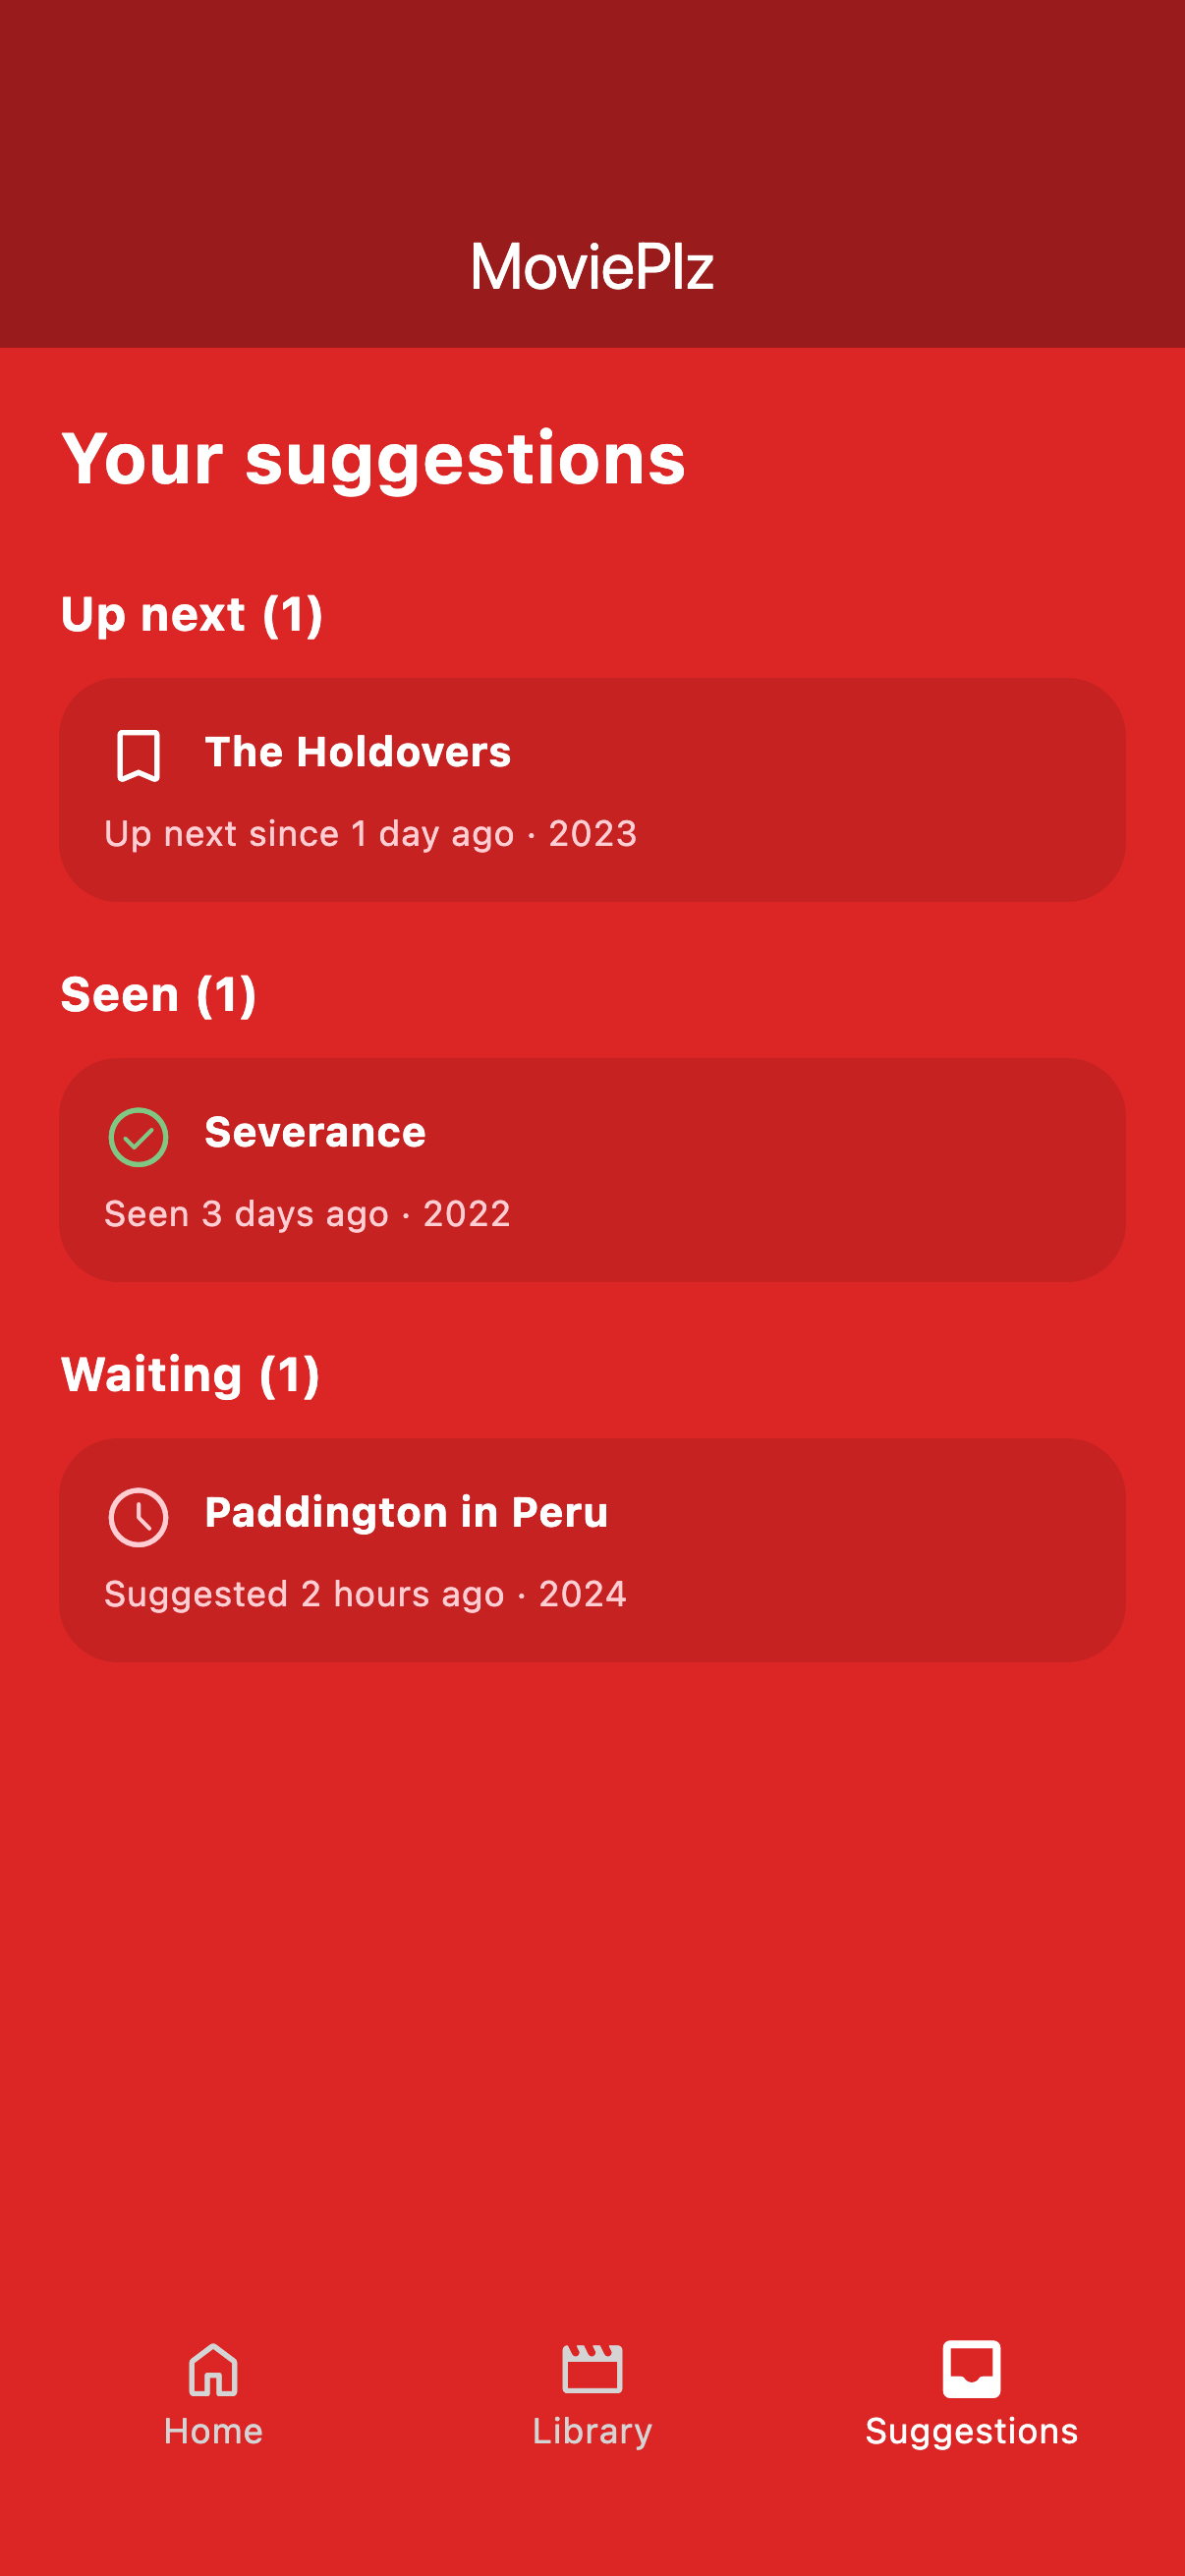 MoviePlz
Your suggestions
Up next (1)
The Holdovers
Up next since 1 day ago · 2023
Seen (1)
Severance
Seen 3 days ago · 2022
Waiting (1)
Paddington in Peru
Suggested 2 hours ago · 2024
Home Library Suggestions